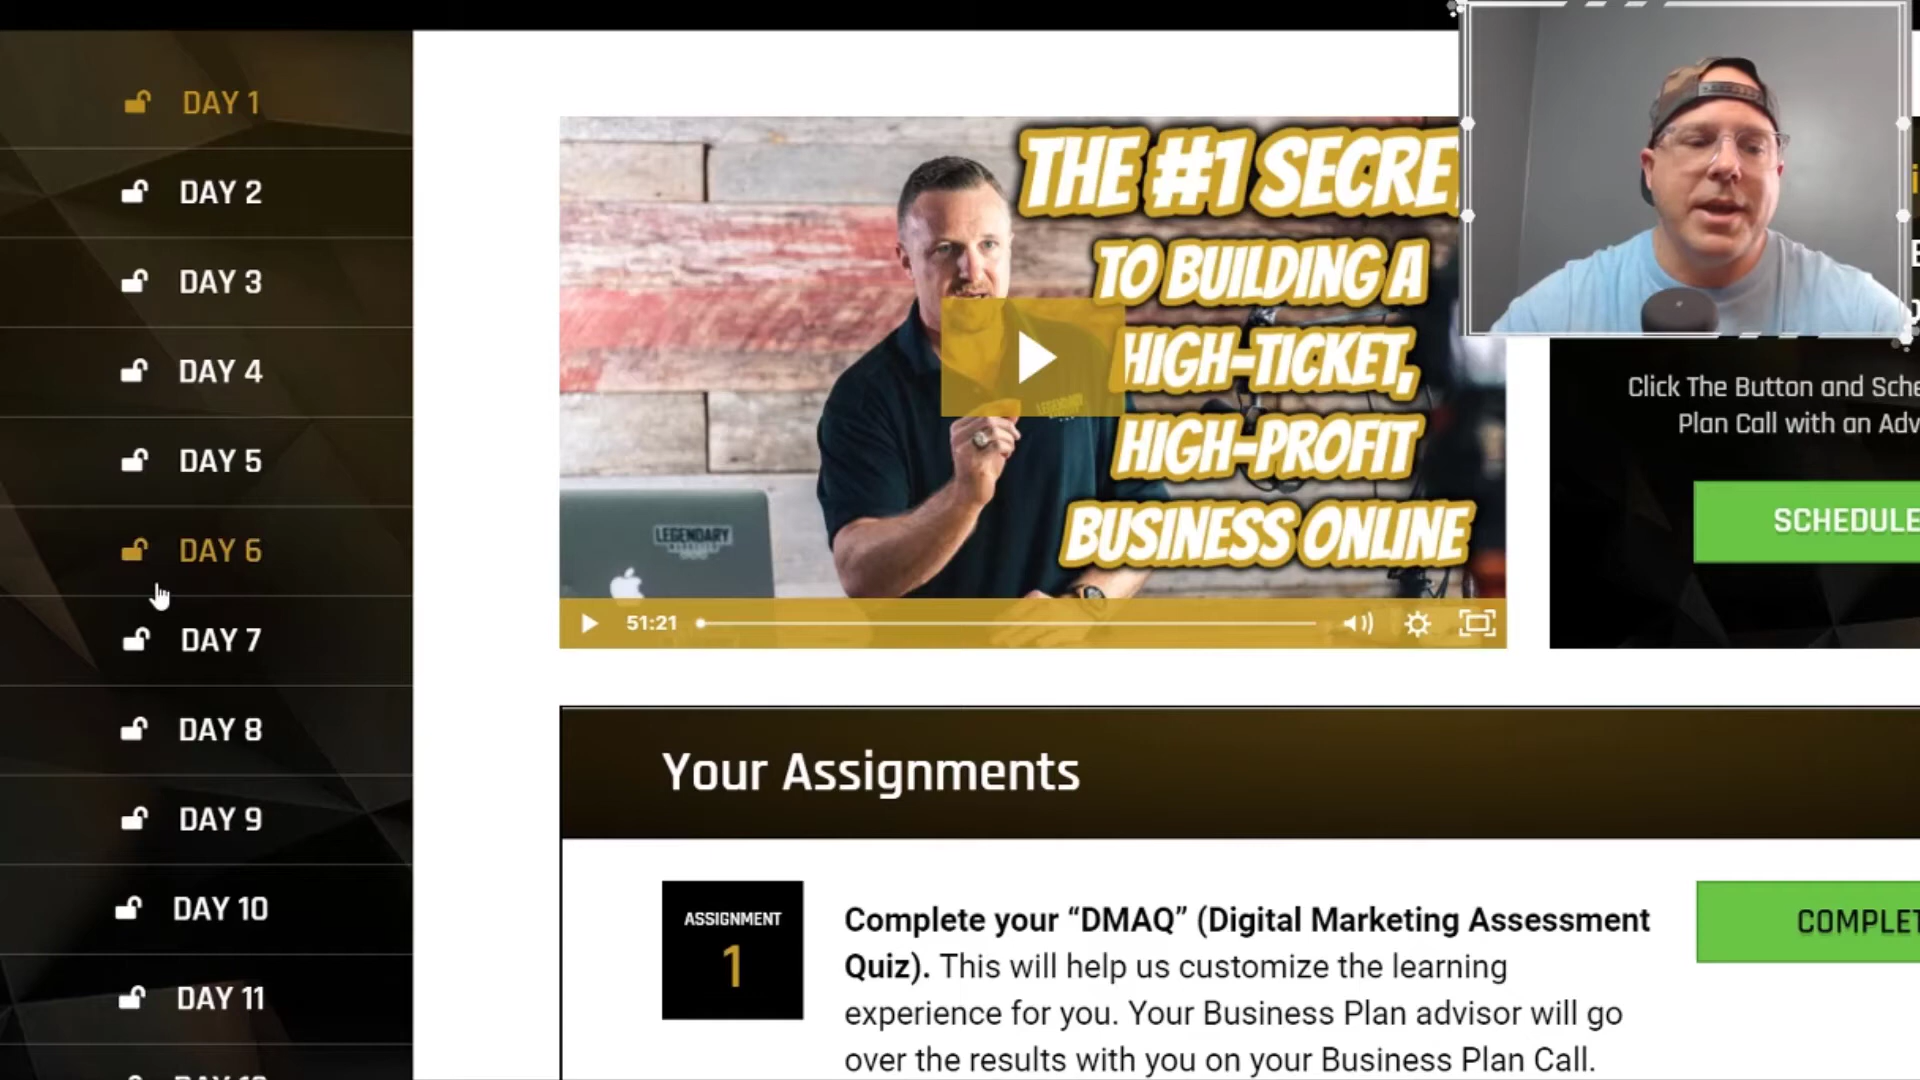 DAY 1
DAY 2
DAY 3
DAY 4
DAY 5
DAY 6
DAY 7
DAY 8
DAY 9
DAY 10
DAY 11
THE #1 SECRE
TO BUILDING A
HIGH-TICKET,
HIGH-PROFIT
BUSINESS ONLINE
LEGENDARY
LEGENDARY
51:21
Click The Button and Sche
Plan Call with an Adv
SCHEDULE
Your Assignments
ASSIGNMENT
1
Complete your “DMAQ” (Digital Marketing Assessment
Quiz). This will help us customize the learning
experience for you. Your Business Plan advisor will go
over the results with you on your Business Plan Call.
COMPLET